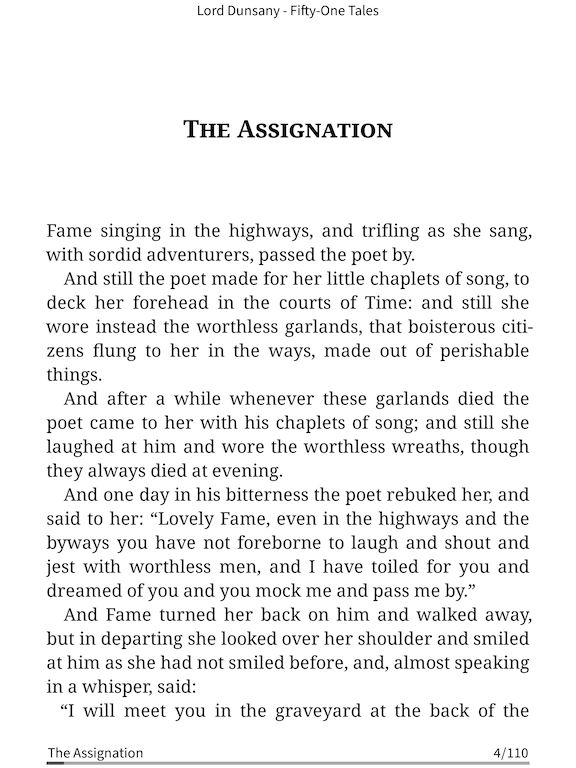 Lord Dunsany - Fifty-One Tales
The Assignation
Fame singing in the highways, and trifling as she sang,
with sordid adventurers, passed the poet by.
And still the poet made for her little chaplets of song, to
deck her forehead in the courts of Time: and still she
wore instead the worthless garlands, that boisterous citi-
zens flung to her in the ways, made out of perishable
things.
And after a while whenever these garlands died the
poet came to her with his chaplets of song; and still she
laughed at him and wore the worthless wreaths, though
they always died at evening.
And one day in his bitterness the poet rebuked her, and
said to her: “Lovely Fame, even in the highways and the
byways you have not foreborne to laugh and shout and
jest with worthless men, and I have toiled for you and
dreamed of you and you mock me and pass me by.”
And Fame turned her back on him and walked away,
but in departing she looked over her shoulder and smiled
at him as she had not smiled before, and, almost speaking
in a whisper, said:
“I will meet you in the graveyard at the back of the
The Assignation 4/110